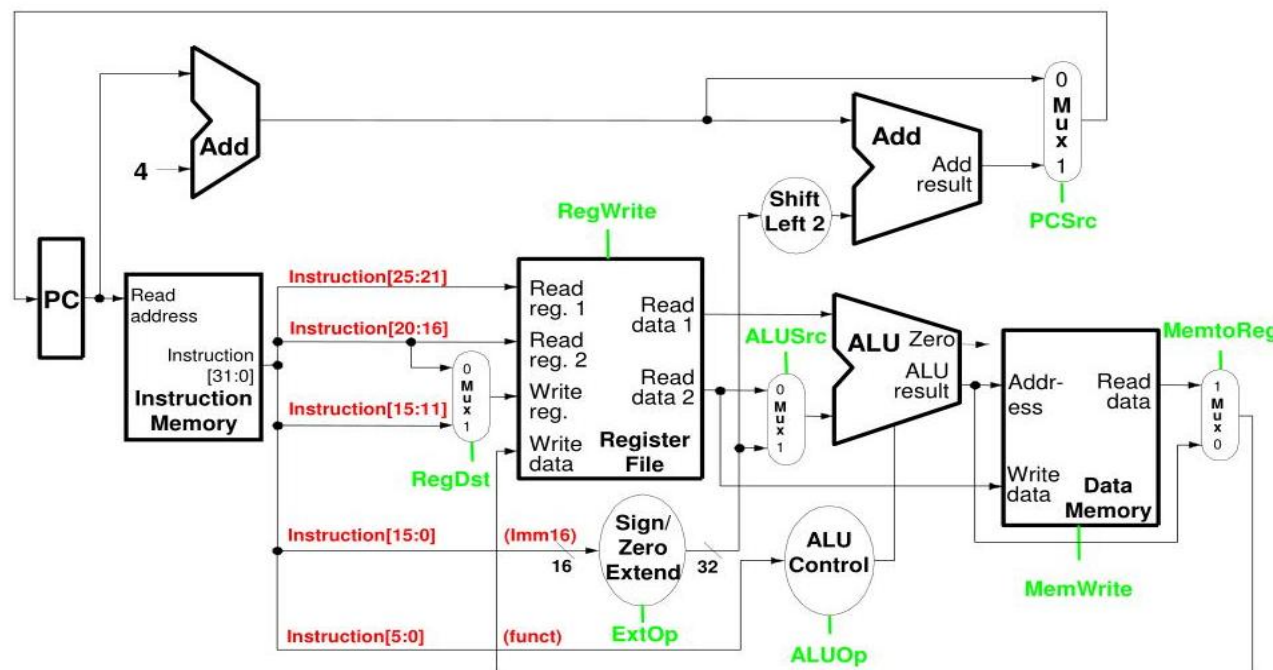 Add
4
PC
Read
address
Instruction
[31:0]
Instruction
Memory
Instruction[25:21]
Instruction[20:16]
Instruction[15:11]
Instruction[15:0]
(Imm16)
Instruction[5:0]
(funct)
0
Mux
1
RegDst
RegWrite
Read
reg. 1
Read
reg. 2
Write
reg.
Write
data
Read
data 1
Read
data 2
Register
File
16
Sign/
Zero
Extend
32
ExtOp
Shift
Left 2
Add
Add
result
0
Mux
1
PCSrc
ALUSrc
0
Mux
1
ALU
Zero
ALU
result
ALU
Control
ALUOp
Addr-
ess
Read
data
Write
data
Data
Memory
MemWrite
MemtoReg
1
Mux
0